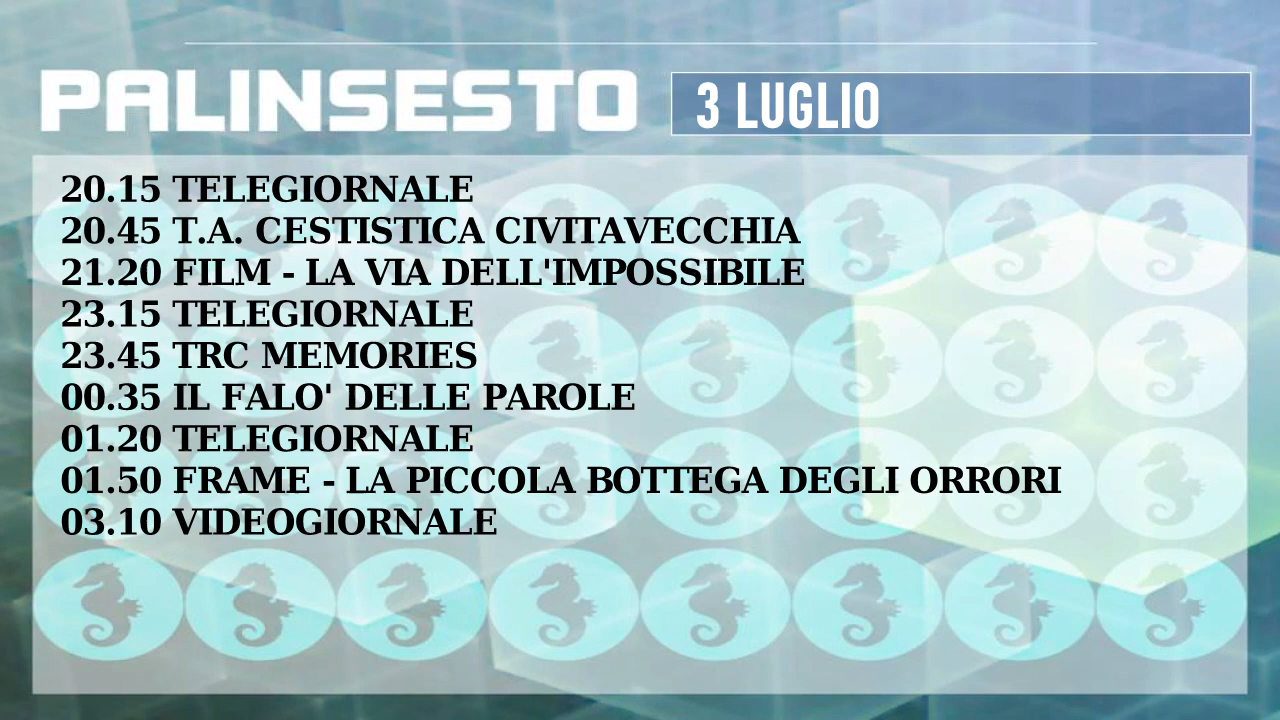 PALINSESTO
3 LUGLIO
20.15 TELEGIORNALE
20.45 T.A. CESTISTICA CIVITAVECCHIA
21.20 FILM - LA VIA DELL'IMPOSSIBILE
23.15 TELEGIORNALE
23.45 TRC MEMORIES
00.35 IL FALO' DELLE PAROLE
01.20 TELEGIORNALE
01.50 FRAME - LA PICCOLA BOTTEGA DEGLI ORRORI
03.10 VIDEOGIORNALE